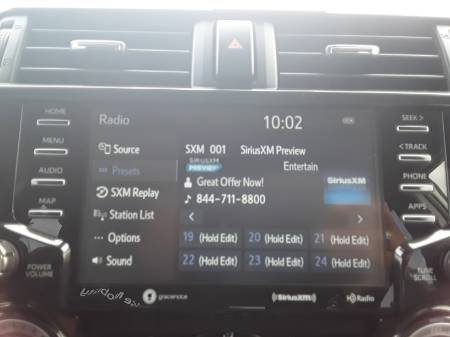 HOME
MENU
AUDIO
MAP
POWER
VOLUME
SEEK >
< TRACK
PHONE
APPS
TUNE
SCROLL
Radio
10:02
Source
Presets
SXM Replay
Station List
Options
Sound
SXM 001 SiriusXM Preview
SIRIUSXM
PREVIEW
Entertain
Great Offer Now!
844-711-8800
SiriusXM
19 (Hold Edit) 20 (Hold Edit) 21 (Hold Edit)
22 (Hold Edit) 23 (Hold Edit) 24 (Hold Edit)
gracenote
((SiriusXM))
HD Radio